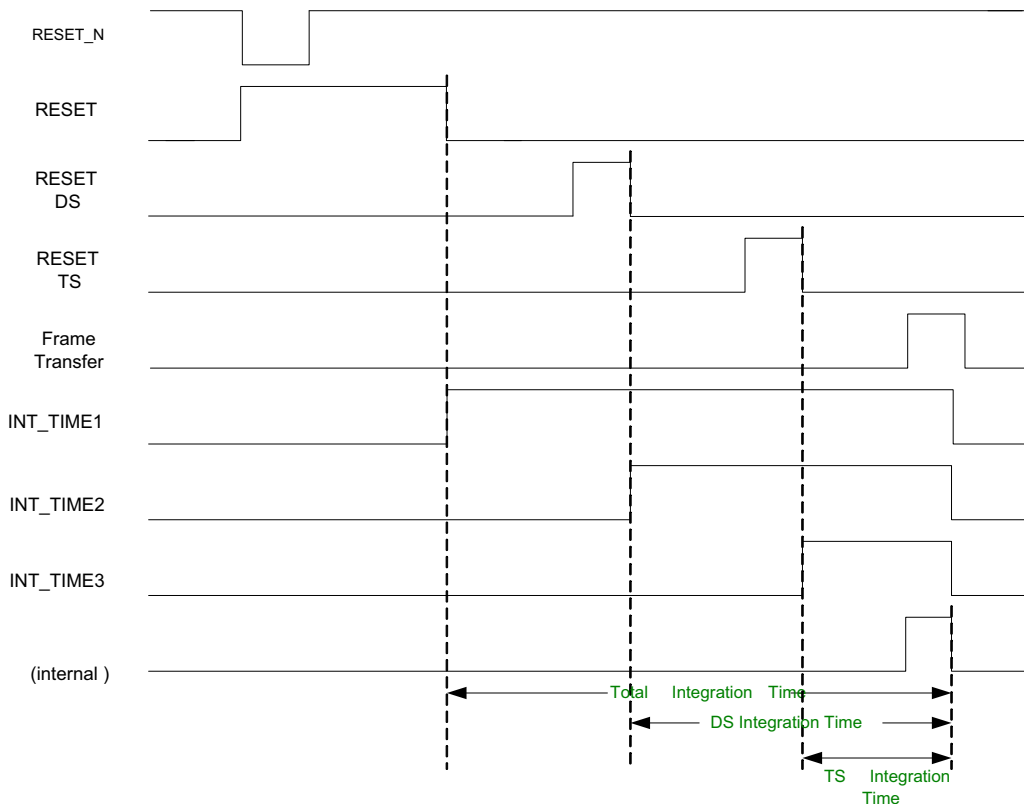 RESET_N
RESET
RESET
DS
RESET
TS
Frame
Transfer
INT_TIME1
INT_TIME2
INT_TIME3
(internal )
Total Integration Time
DS Integration Time
TS Integration
Time